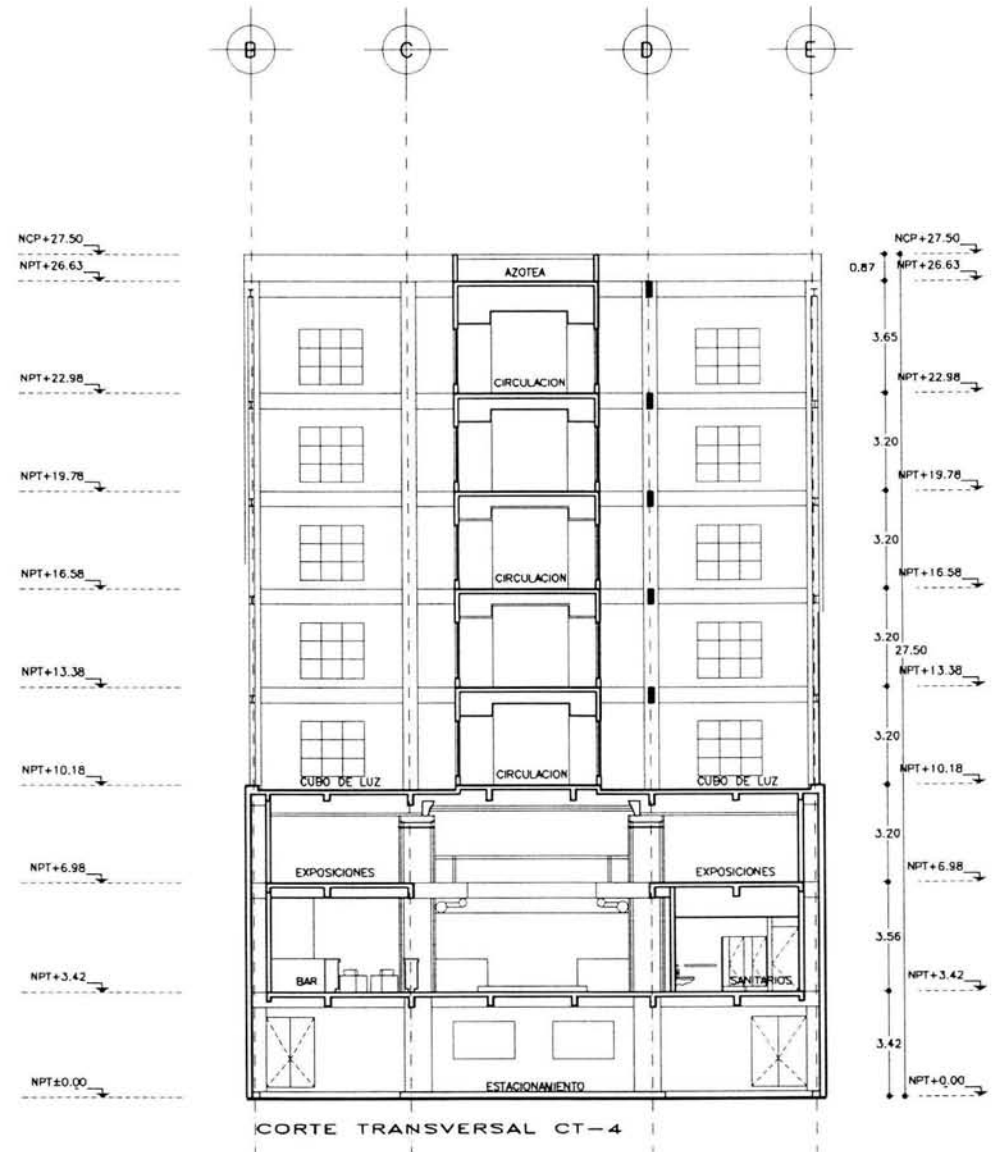 B C D E
NCP+27.50 NCP+27.50
NPT+26.63 AZOTEA 0.87 NPT+26.63
3.65
NPT+22.98 CIRCULACION NPT+22.98
3.20
NPT+19.78 NPT+19.78
3.20
NPT+16.58 CIRCULACION NPT+16.58
3.20
27.50
NPT+13.38 NPT+13.38
3.20
NPT+10.18 CUBO DE LUZ CIRCULACION CUBO DE LUZ NPT+10.18
3.20
NPT+6.98 EXPOSICIONES EXPOSICIONES NPT+6.98
3.56
NPT+3.42 BAR SANITARIOS NPT+3.42
3.42
NPT±0.00 ESTACIONAMIENTO NPT+0.00
CORTE TRANSVERSAL CT-4